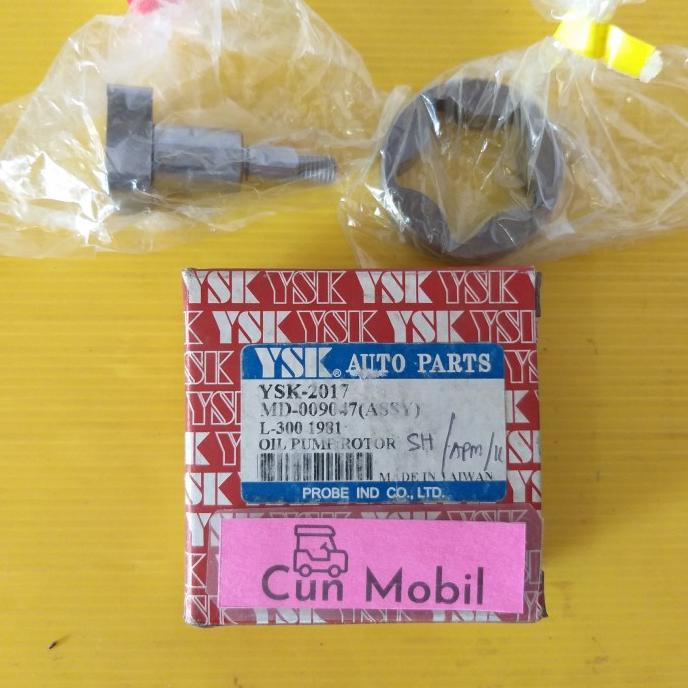 YSK YSK YSK YSK
YSK YSK YSK YSK
YSK® AUTO PARTS
YSK-2017
MD-009047(ASSY)
L-300 1981-
OIL PUMP ROTOR
SH / APM /
MADE IN TAIWAN
PROBE IND CO., LTD.
Cun Mobil